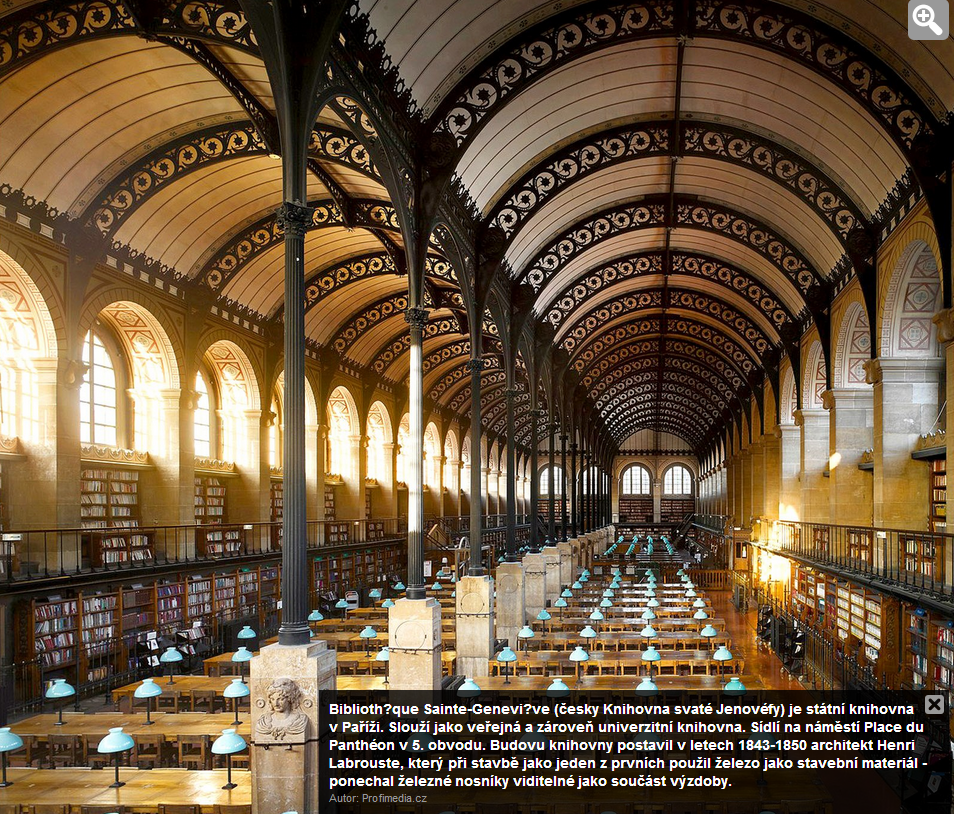 Biblioth?que Sainte-Genevi?ve (česky Knihovna svaté Jenovéfy) je státní knihovna
v Paříži. Slouží jako veřejná a zároveň univerzitní knihovna. Sídlí na náměstí Place du
Panthéon v 5. obvodu. Budovu knihovny postavil v letech 1843-1850 architekt Henri
Labrouste, který při stavbě jako jeden z prvních použil železo jako stavební materiál -
ponechal železné nosníky viditelné jako součást výzdoby.
Autor: Profimedia.cz